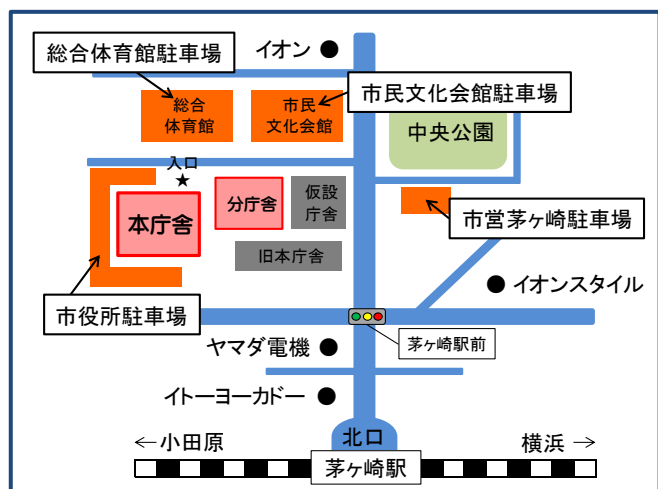 イオン ●
総合体育館駐車場
総合
体育館
市民
文化会館
市民文化会館駐車場
中央公園
入口
★
本庁舎
分庁舎
仮設
庁舎
旧本庁舎
市営茅ヶ崎駐車場
市役所駐車場
● イオンスタイル
茅ヶ崎駅前
ヤマダ電機 ●
イトーヨーカドー ●
北口
←小田原
横浜→
茅ヶ崎駅